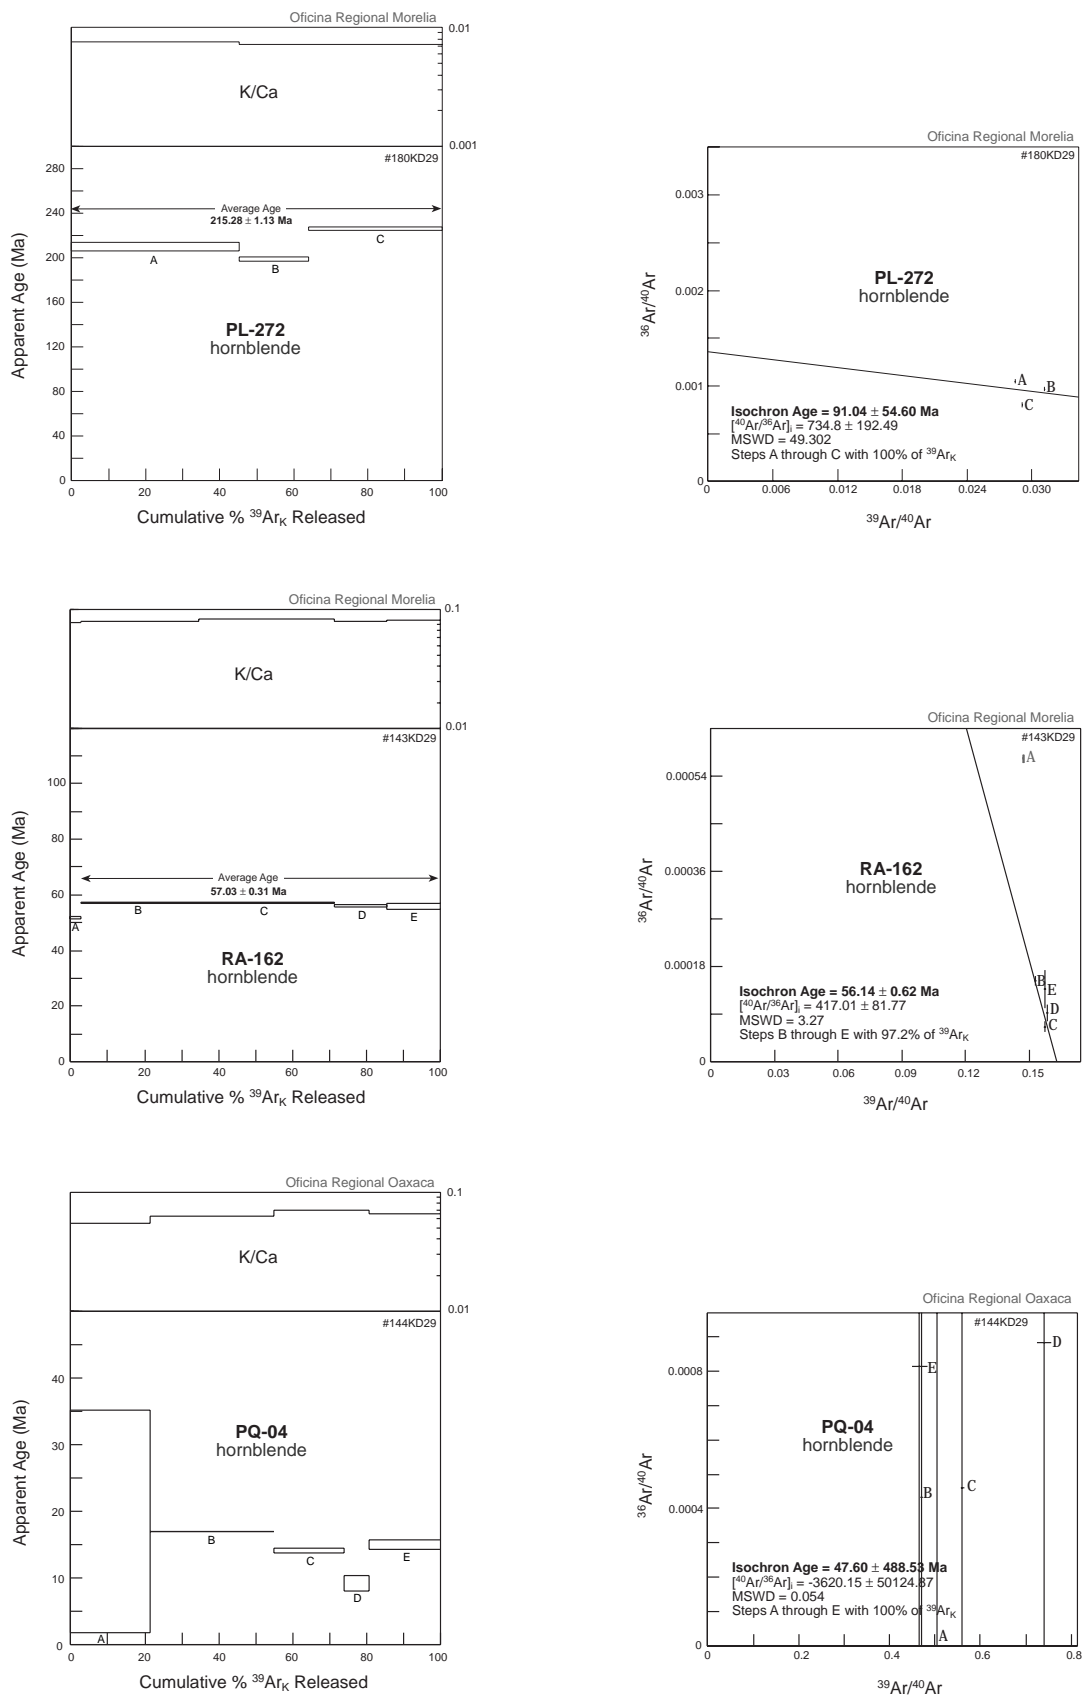 Oficina Regional Morelia
0.01
K/Ca
0.001
#180KD29
280
240
Average Age
215.28 ± 1.13 Ma
200
A
B
C
160
PL-272
hornblende
120
80
40
0
Apparent Age (Ma)
0 20 40 60 80 100
Cumulative % ³⁹Ar_K Released
Oficina Regional Morelia
#180KD29
0.003
PL-272
hornblende
0.002
³⁶Ar/⁴⁰Ar
A
B
0.001
C
Isochron Age = 91.04 ± 54.60 Ma
[⁴⁰Ar/³⁶Ar]ᵢ = 734.8 ± 192.49
MSWD = 49.302
Steps A through C with 100% of ³⁹Ar_K
0
0 0.006 0.012 0.018 0.024 0.030
³⁹Ar/⁴⁰Ar
Oficina Regional Morelia
0.1
K/Ca
0.01
#143KD29
100
80
Average Age
57.03 ± 0.31 Ma
60
A
B
C
D
E
40
RA-162
hornblende
20
0
Apparent Age (Ma)
0 20 40 60 80 100
Cumulative % ³⁹Ar_K Released
Oficina Regional Morelia
#143KD29
A
0.00054
RA-162
hornblende
0.00036
³⁶Ar/⁴⁰Ar
0.00018
B
E
D
C
Isochron Age = 56.14 ± 0.62 Ma
[⁴⁰Ar/³⁶Ar]ᵢ = 417.01 ± 81.77
MSWD = 3.27
Steps B through E with 97.2% of ³⁹Ar_K
0
0 0.03 0.06 0.09 0.12 0.15
³⁹Ar/⁴⁰Ar
Oficina Regional Oaxaca
0.1
K/Ca
0.01
#144KD29
40
PQ-04
hornblende
30
20
B
C
E
10
D
A
0
Apparent Age (Ma)
0 20 40 60 80 100
Cumulative % ³⁹Ar_K Released
Oficina Regional Oaxaca
#144KD29
D
0.0008
E
PQ-04
hornblende
³⁶Ar/⁴⁰Ar
B
C
0.0004
Isochron Age = 47.60 ± 488.53 Ma
[⁴⁰Ar/³⁶Ar]ᵢ = -3620.15 ± 50124.87
MSWD = 0.054
Steps A through E with 100% of ³⁹Ar_K
A
0
0 0.2 0.4 0.6 0.8
³⁹Ar/⁴⁰Ar